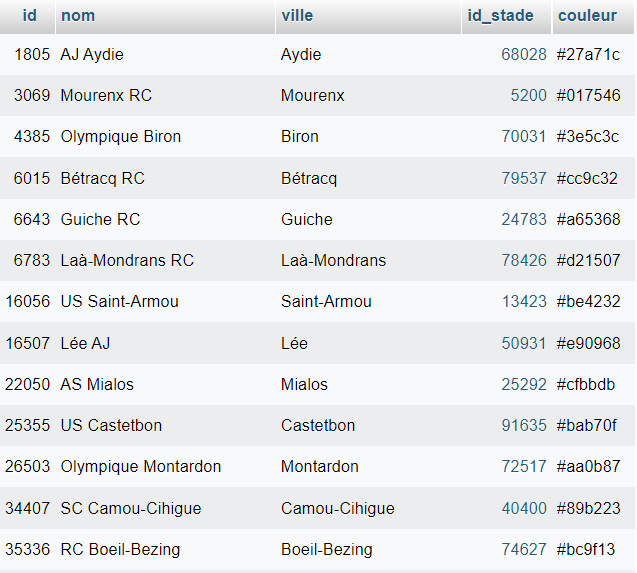 id nom ville id_stade couleur
1805 AJ Aydie Aydie 68028 #27a71c
3069 Mourenx RC Mourenx 5200 #017546
4385 Olympique Biron Biron 70031 #3e5c3c
6015 Bétracq RC Bétracq 79537 #cc9c32
6643 Guiche RC Guiche 24783 #a65368
6783 Laà-Mondrans RC Laà-Mondrans 78426 #d21507
16056 US Saint-Armou Saint-Armou 13423 #be4232
16507 Lée AJ Lée 50931 #e90968
22050 AS Mialos Mialos 25292 #cfbbdb
25355 US Castetbon Castetbon 91635 #bab70f
26503 Olympique Montardon Montardon 72517 #aa0b87
34407 SC Camou-Cihigue Camou-Cihigue 40400 #89b223
35336 RC Boeil-Bezing Boeil-Bezing 74627 #bc9f13